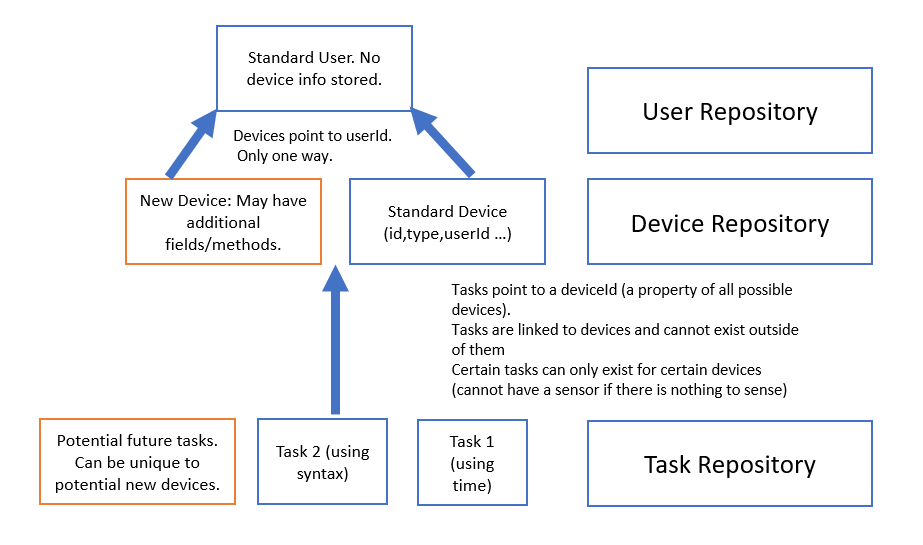 Standard User. No
device info stored.
User Repository
Devices point to userId.
Only one way.
New Device: May have
additional
fields/methods.
Standard Device
(id,type,userId ...)
Device Repository
Tasks point to a deviceId (a property of all possible
devices).
Tasks are linked to devices and cannot exist outside
of them
Certain tasks can only exist for certain devices
(cannot have a sensor if there is nothing to sense)
Potential future tasks.
Can be unique to
potential new devices.
Task 2 (using
syntax)
Task 1
(using
time)
Task Repository